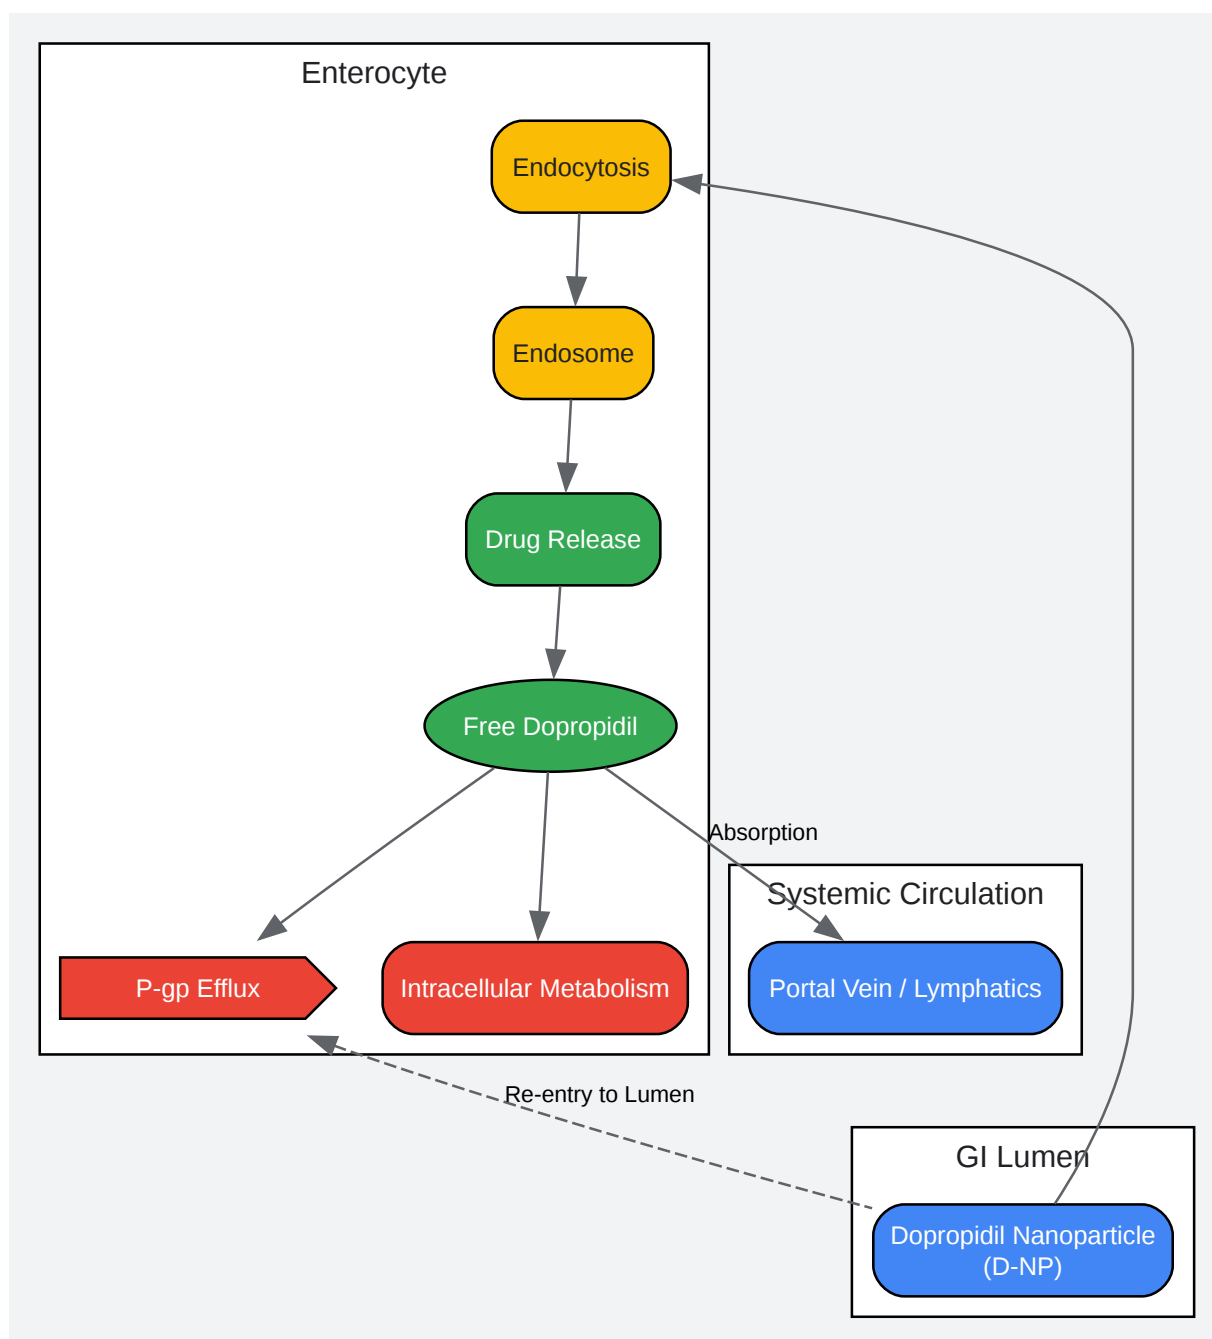 Enterocyte
Endocytosis
Endosome
Drug Release
Free Dopropidil
Absorption
Systemic Circulation
P-gp Efflux
Intracellular Metabolism
Portal Vein / Lymphatics
Re-entry to Lumen
GI Lumen
Dopropidil Nanoparticle
(D-NP)